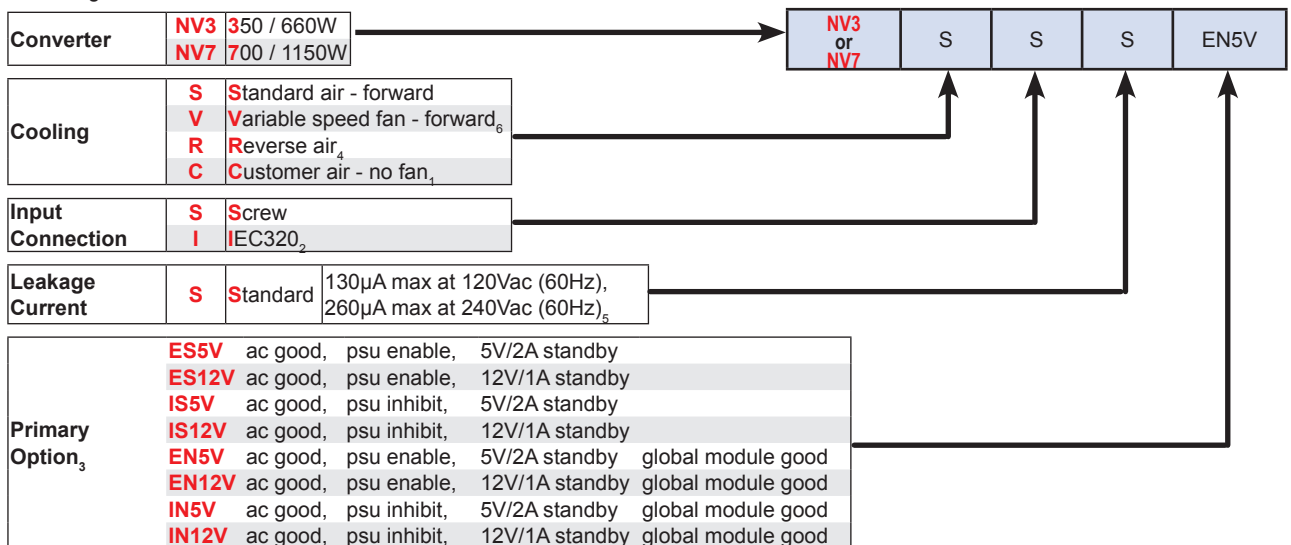 Converter NV3 350 / 660W
NV7 700 / 1150W
NV3
or
NV7
S S S EN5V
Cooling
S Standard air - forward
V Variable speed fan - forward6
R Reverse air4
C Customer air - no fan1
Input
Connection
S Screw
I IEC3202
Leakage
Current
S Standard 130µA max at 120Vac (60Hz),
260µA max at 240Vac (60Hz)5
Primary
Option3
ES5V ac good, psu enable, 5V/2A standby
ES12V ac good, psu enable, 12V/1A standby
IS5V ac good, psu inhibit, 5V/2A standby
IS12V ac good, psu inhibit, 12V/1A standby
EN5V ac good, psu enable, 5V/2A standby global module good
EN12V ac good, psu enable, 12V/1A standby global module good
IN5V ac good, psu inhibit, 5V/2A standby global module good
IN12V ac good, psu inhibit, 12V/1A standby global module good